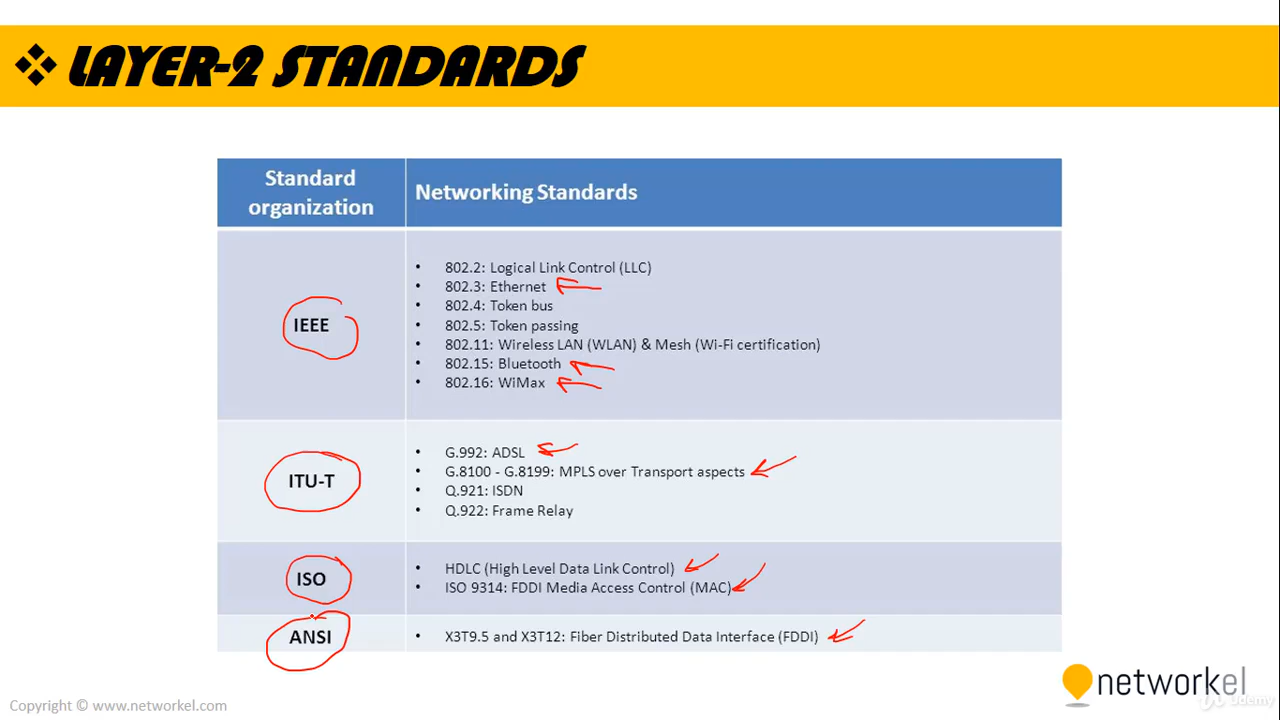 ❖ LAYER-2 STANDARDS
Standard organization
Networking Standards
IEEE
• 802.2: Logical Link Control (LLC)
• 802.3: Ethernet
• 802.4: Token bus
• 802.5: Token passing
• 802.11: Wireless LAN (WLAN) & Mesh (Wi-Fi certification)
• 802.15: Bluetooth
• 802.16: WiMax
ITU-T
• G.992: ADSL
• G.8100 - G.8199: MPLS over Transport aspects
• Q.921: ISDN
• Q.922: Frame Relay
ISO
• HDLC (High Level Data Link Control)
• ISO 9314: FDDI Media Access Control (MAC)
ANSI
• X3T9.5 and X3T12: Fiber Distributed Data Interface (FDDI)
networkel
Udemy
Copyright © www.networkel.com